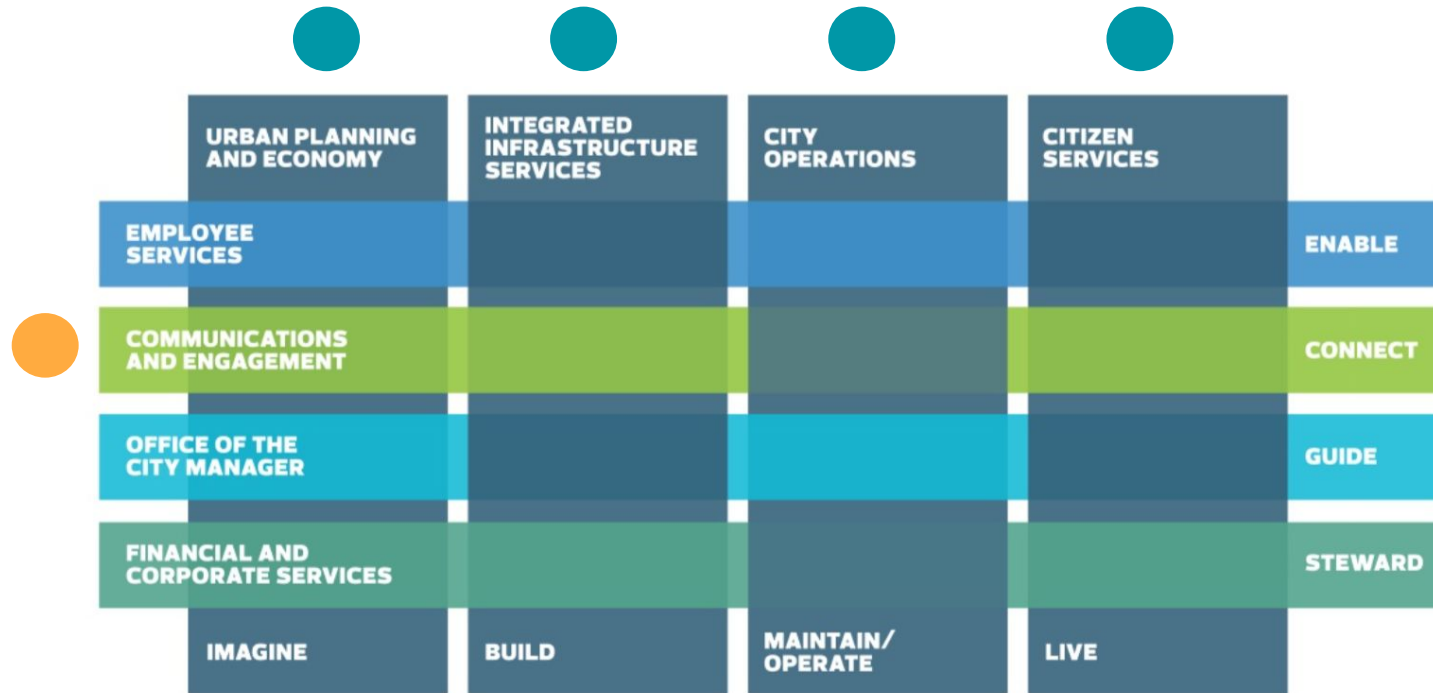 URBAN PLANNING
AND ECONOMY
INTEGRATED
INFRASTRUCTURE
SERVICES
CITY
OPERATIONS
CITIZEN
SERVICES
EMPLOYEE
SERVICES
ENABLE
COMMUNICATIONS
AND ENGAGEMENT
CONNECT
OFFICE OF THE
CITY MANAGER
GUIDE
FINANCIAL AND
CORPORATE SERVICES
STEWARD
IMAGINE
BUILD
MAINTAIN/
OPERATE
LIVE